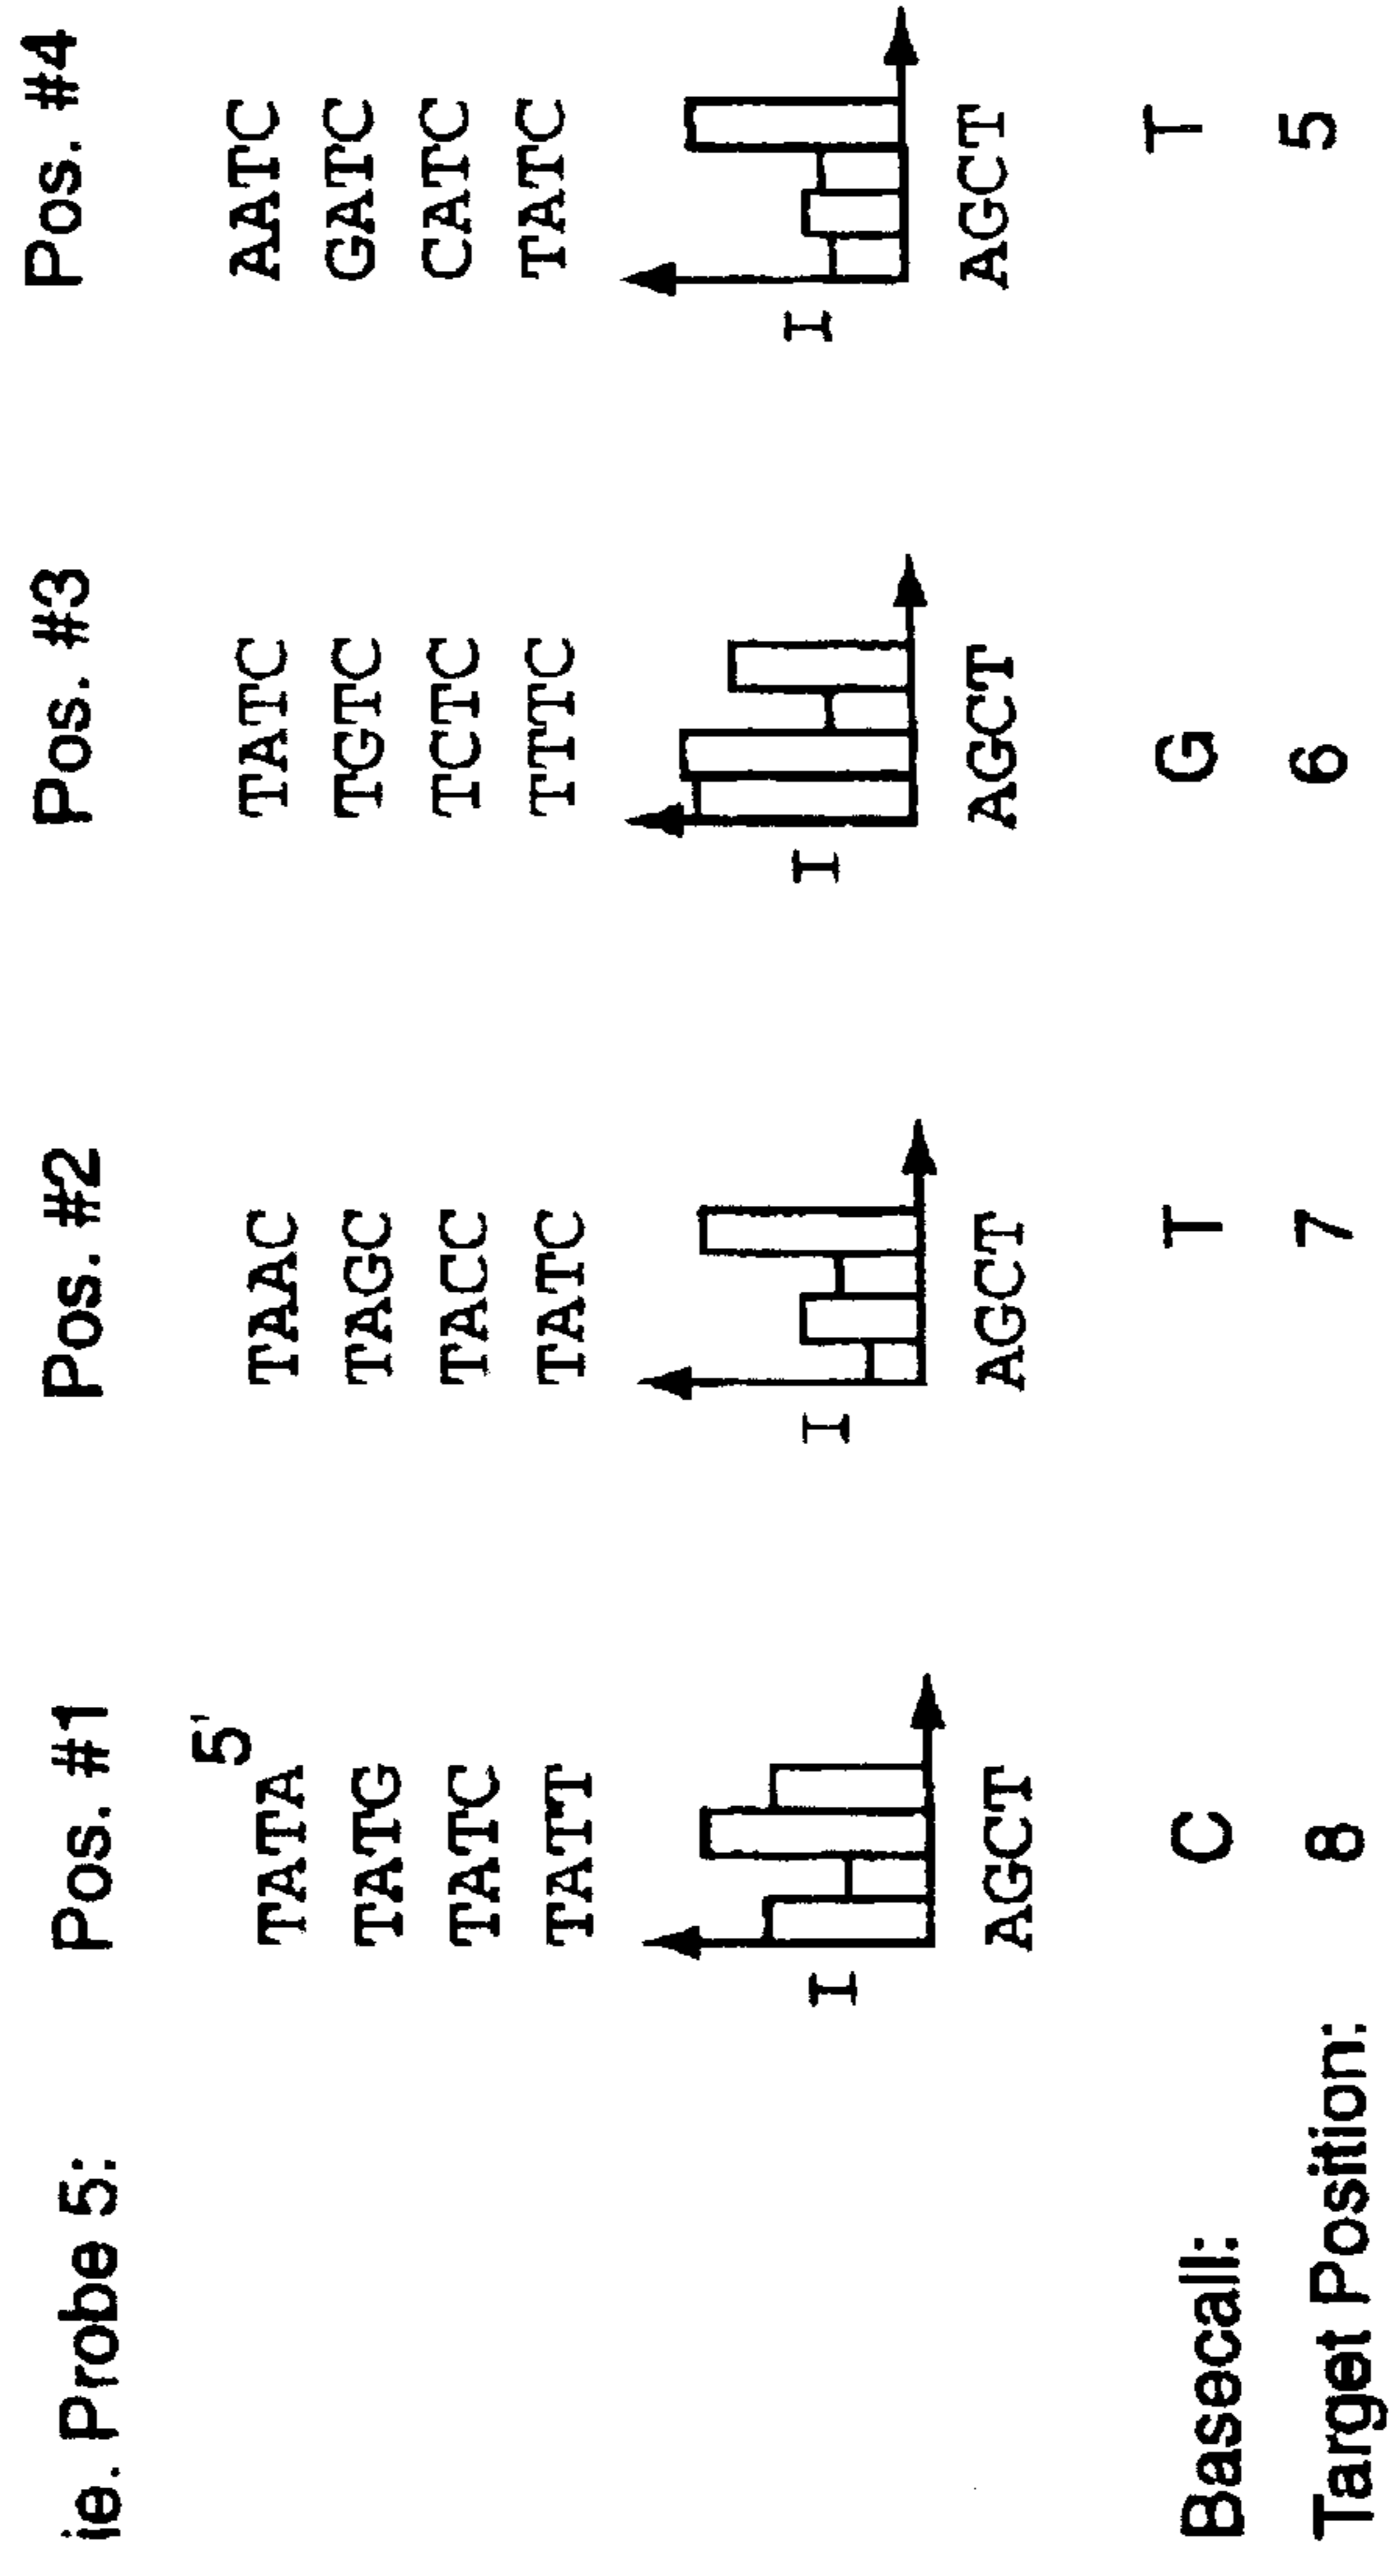 ie. Probe 5: Pos. #1 Pos. #2 Pos. #3 Pos. #4
5'
TATA TAAC TATC AATC
TATG TAGC TGTC GATC
TATC TACC TCTC CATC
TATT TATC TTTC TATC
I I I I
AGCT AGCT AGCT AGCT
Basecall: C T G T
Target Position: 8 7 6 5